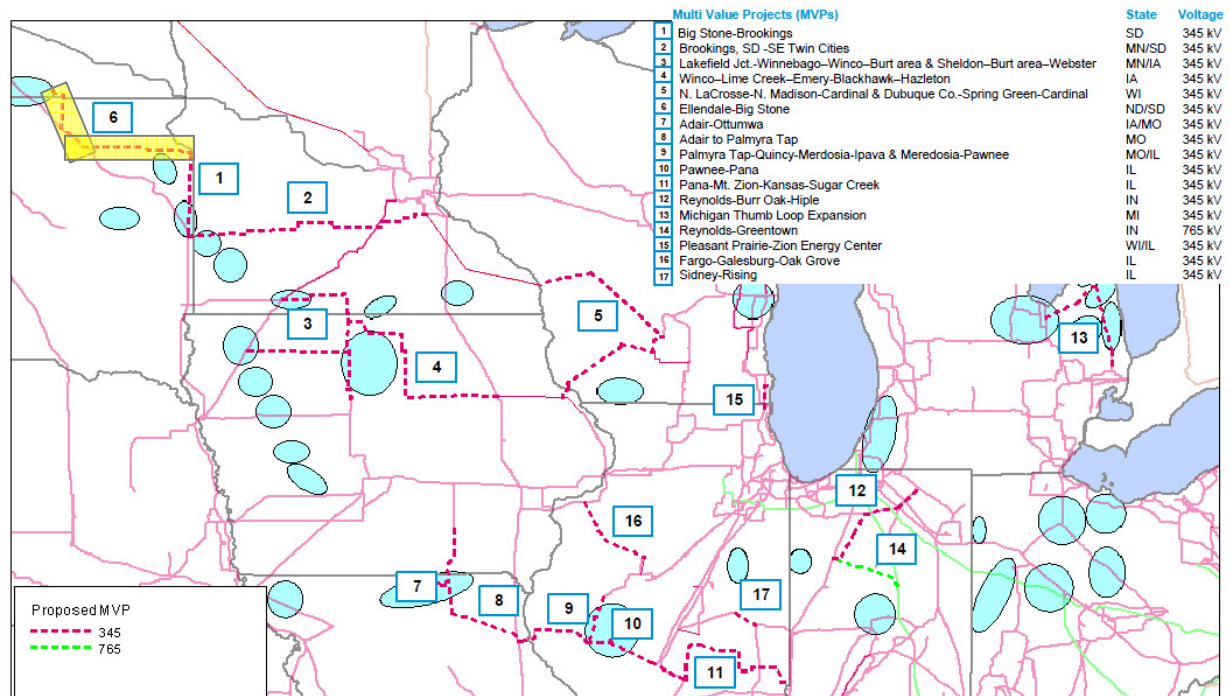 Multi Value Projects (MVPs) State Voltage
1 Big Stone-Brookings SD 345 kV
2 Brookings, SD -SE Twin Cities MN/SD 345 kV
3 Lakefield Jct.-Winnebago–Winco–Burt area & Sheldon–Burt area–Webster MN/IA 345 kV
4 Winco–Lime Creek–Emery-Blackhawk–Hazleton IA 345 kV
5 N. LaCrosse-N. Madison-Cardinal & Dubuque Co.-Spring Green-Cardinal WI 345 kV
6 Ellendale-Big Stone ND/SD 345 kV
7 Adair-Ottumwa IA/MO 345 kV
8 Adair to Palmyra Tap MO 345 kV
9 Palmyra Tap-Quincy-Merdosia-Ipava & Meredosia-Pawnee MO/IL 345 kV
10 Pawnee-Pana IL 345 kV
11 Pana-Mt. Zion-Kansas-Sugar Creek IL 345 kV
12 Reynolds-Burr Oak-Hiple IN 345 kV
13 Michigan Thumb Loop Expansion MI 345 kV
14 Reynolds-Greentown IN 765 kV
15 Pleasant Prairie-Zion Energy Center WI/IL 345 kV
16 Fargo-Galesburg-Oak Grove IL 345 kV
17 Sidney-Rising IL 345 kV
6
1
2
3
5
13
4
15
12
16
14
7
8
9
10
17
11
Proposed MVP
345
765